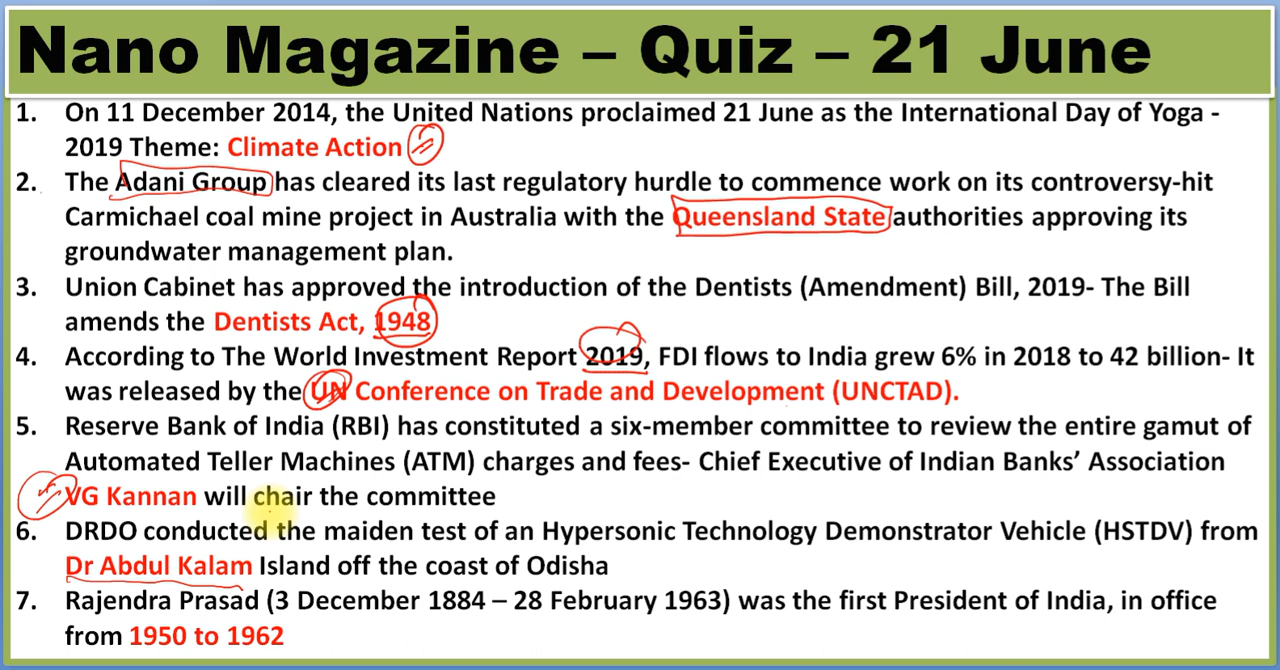 Nano Magazine – Quiz – 21 June
1. On 11 December 2014, the United Nations proclaimed 21 June as the International Day of Yoga -
2019 Theme: Climate Action
2. The Adani Group has cleared its last regulatory hurdle to commence work on its controversy-hit
Carmichael coal mine project in Australia with the Queensland State authorities approving its
groundwater management plan.
3. Union Cabinet has approved the introduction of the Dentists (Amendment) Bill, 2019- The Bill
amends the Dentists Act, 1948
4. According to The World Investment Report 2019, FDI flows to India grew 6% in 2018 to 42 billion- It
was released by the UN Conference on Trade and Development (UNCTAD).
5. Reserve Bank of India (RBI) has constituted a six-member committee to review the entire gamut of
Automated Teller Machines (ATM) charges and fees- Chief Executive of Indian Banks’ Association
VG Kannan will chair the committee
6. DRDO conducted the maiden test of an Hypersonic Technology Demonstrator Vehicle (HSTDV) from
Dr Abdul Kalam Island off the coast of Odisha
7. Rajendra Prasad (3 December 1884 – 28 February 1963) was the first President of India, in office
from 1950 to 1962